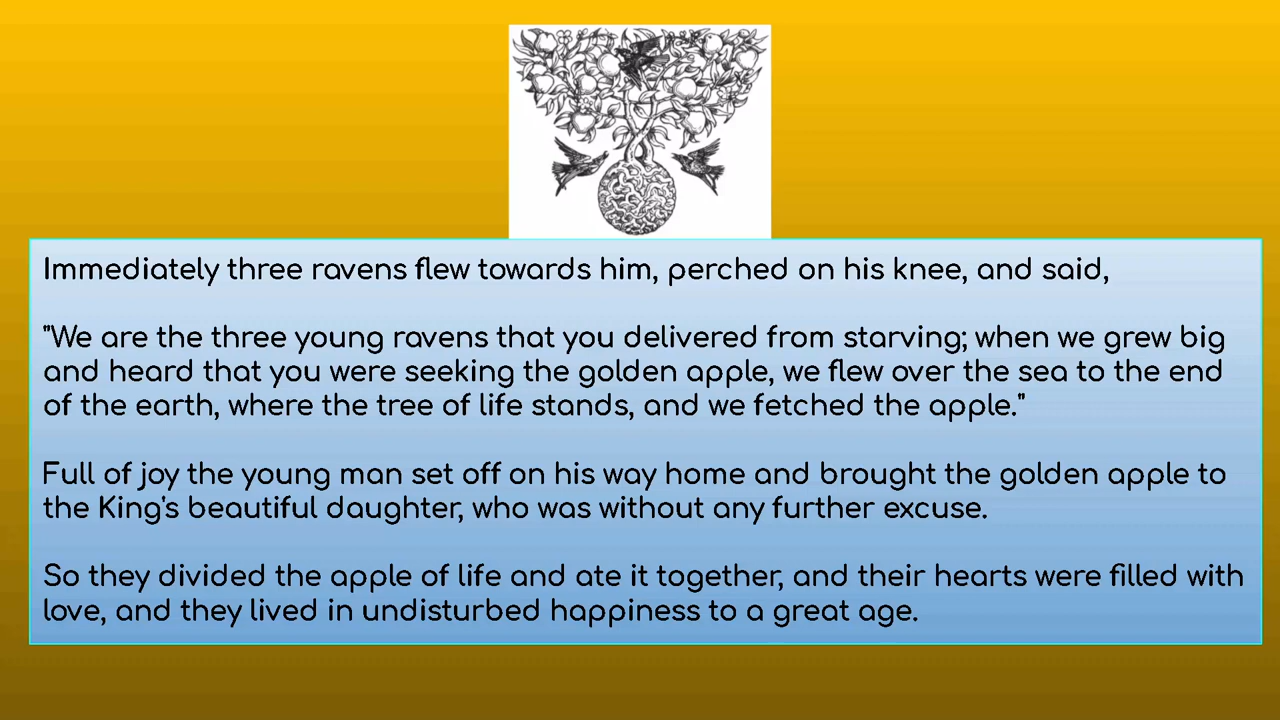 Immediately three ravens flew towards him, perched on his knee, and said,
"We are the three young ravens that you delivered from starving; when we grew big
and heard that you were seeking the golden apple, we flew over the sea to the end
of the earth, where the tree of life stands, and we fetched the apple."
Full of joy the young man set off on his way home and brought the golden apple to
the King's beautiful daughter, who was without any further excuse.
So they divided the apple of life and ate it together, and their hearts were filled with
love, and they lived in undisturbed happiness to a great age.